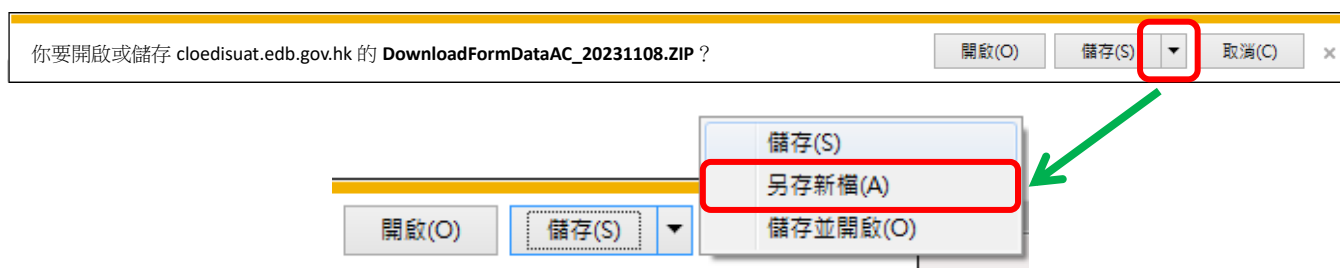 你要開啟或儲存 cloedisuat.edb.gov.hk 的 DownloadFormDataAC_20231108.ZIP？ 開啟(O) 儲存(S) 取消(C) ×
儲存(S)
另存新檔(A)
開啟(O) 儲存(S) 儲存並開啟(O)